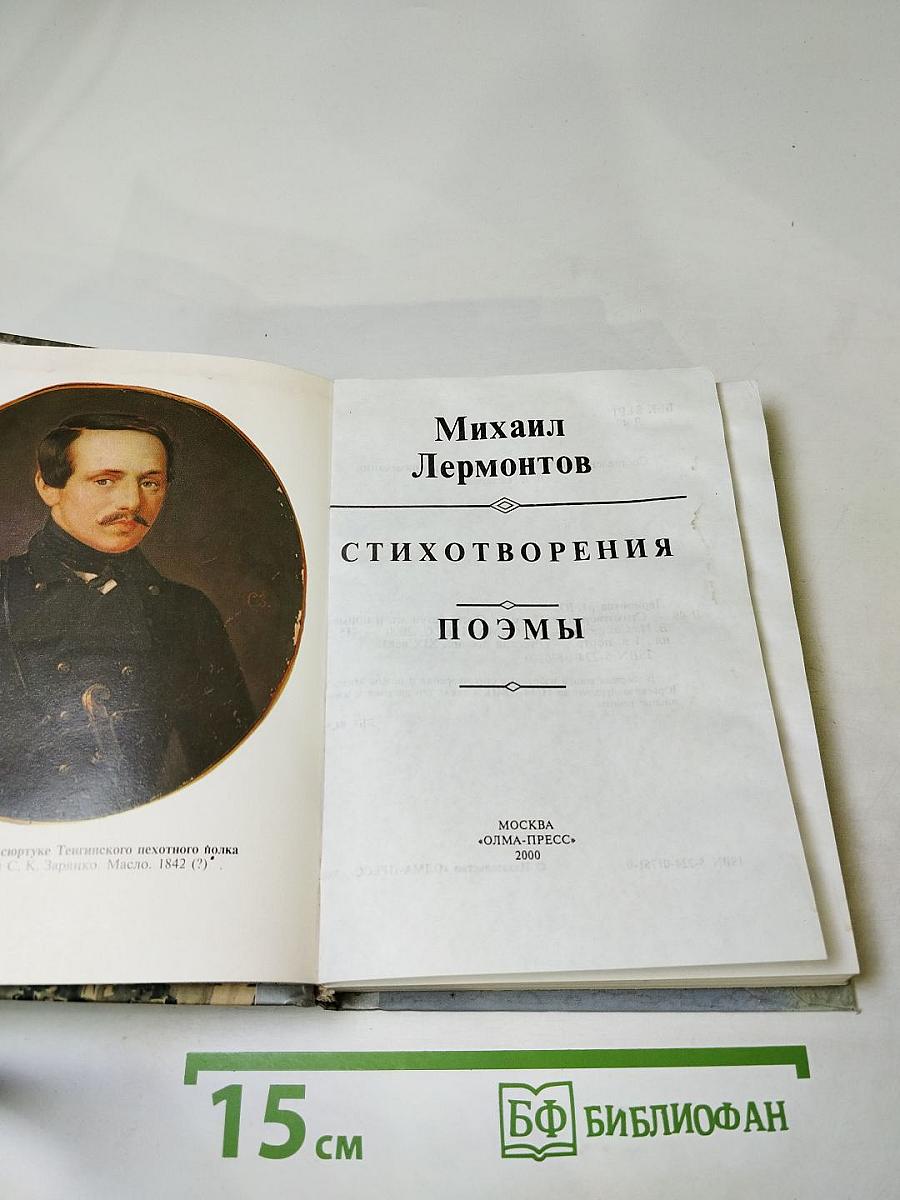 сюртуке Тенгинского пехотного полка
С. К. Зарянко. Масло. 1842 (?)
Михаил
Лермонтов
СТИХОТВОРЕНИЯ
ПОЭМЫ
МОСКВА
«ОЛМА-ПРЕСС»
2000
15 см
БФ БИБЛИОФАН